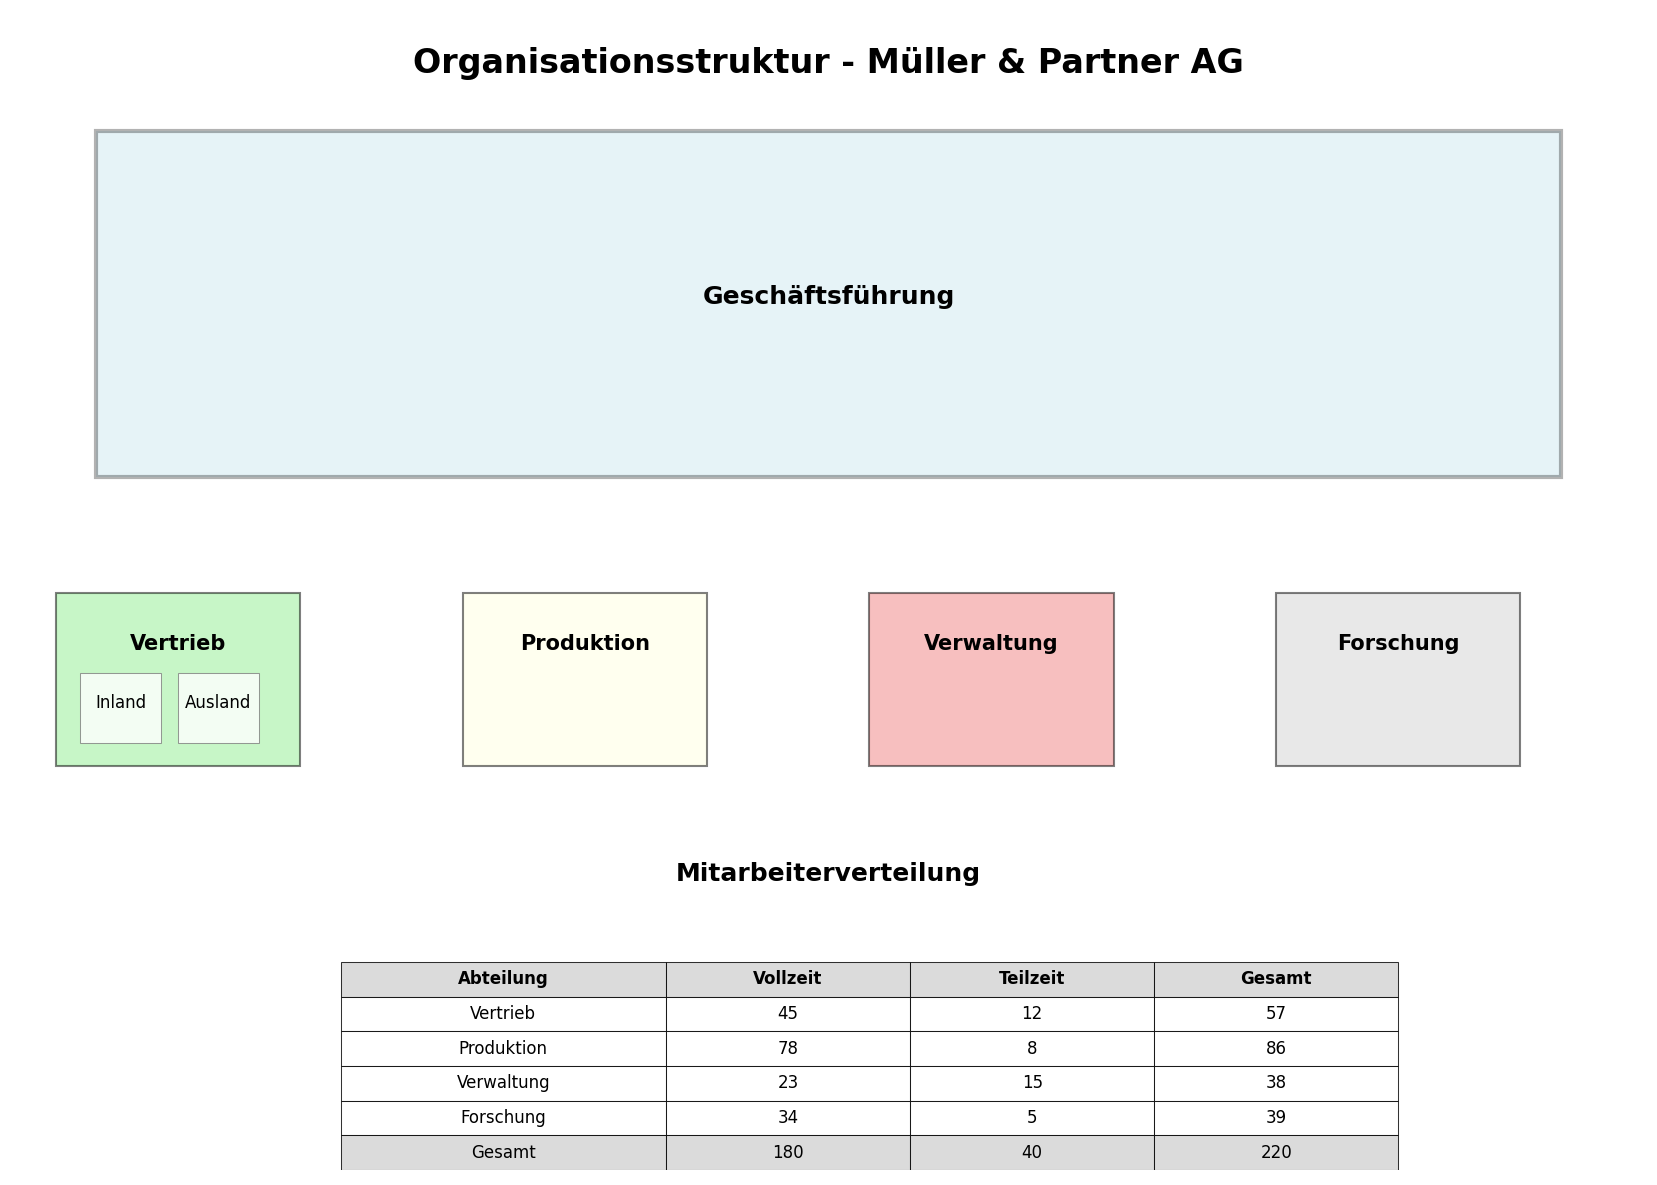 Organisationsstruktur - Müller & Partner AG
Geschäftsführung
Vertrieb
Inland Ausland
Produktion
Verwaltung
Forschung
Mitarbeiterverteilung
Abteilung Vollzeit Teilzeit Gesamt
Vertrieb 45 12 57
Produktion 78 8 86
Verwaltung 23 15 38
Forschung 34 5 39
Gesamt 180 40 220